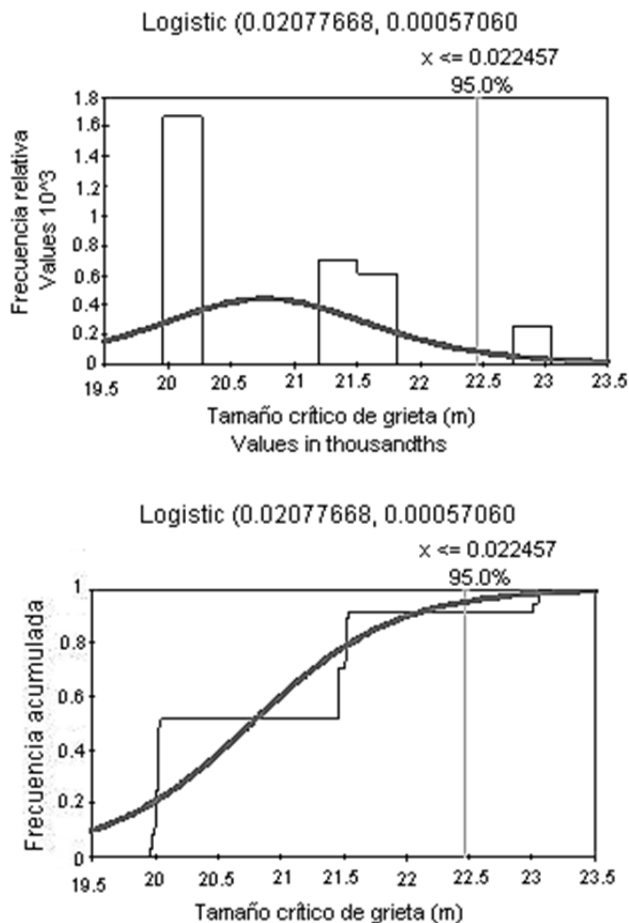 Logistic (0.02077668, 0.00057060
x <= 0.022457
95.0%
Frecuencia relativa
Values 10^3
1.8
1.6
1.4
1.2
1
0.8
0.6
0.4
0.2
0
19.5 20 20.5 21 21.5 22 22.5 23 23.5
Tamaño crítico de grieta (m)
Values in thousandths
Logistic (0.02077668, 0.00057060
x <= 0.022457
95.0%
Frecuencia acumulada
1
0.8
0.6
0.4
0.2
0
19.5 20 20.5 21 21.5 22 22.5 23 23.5
Tamaño crítico de grieta (m)